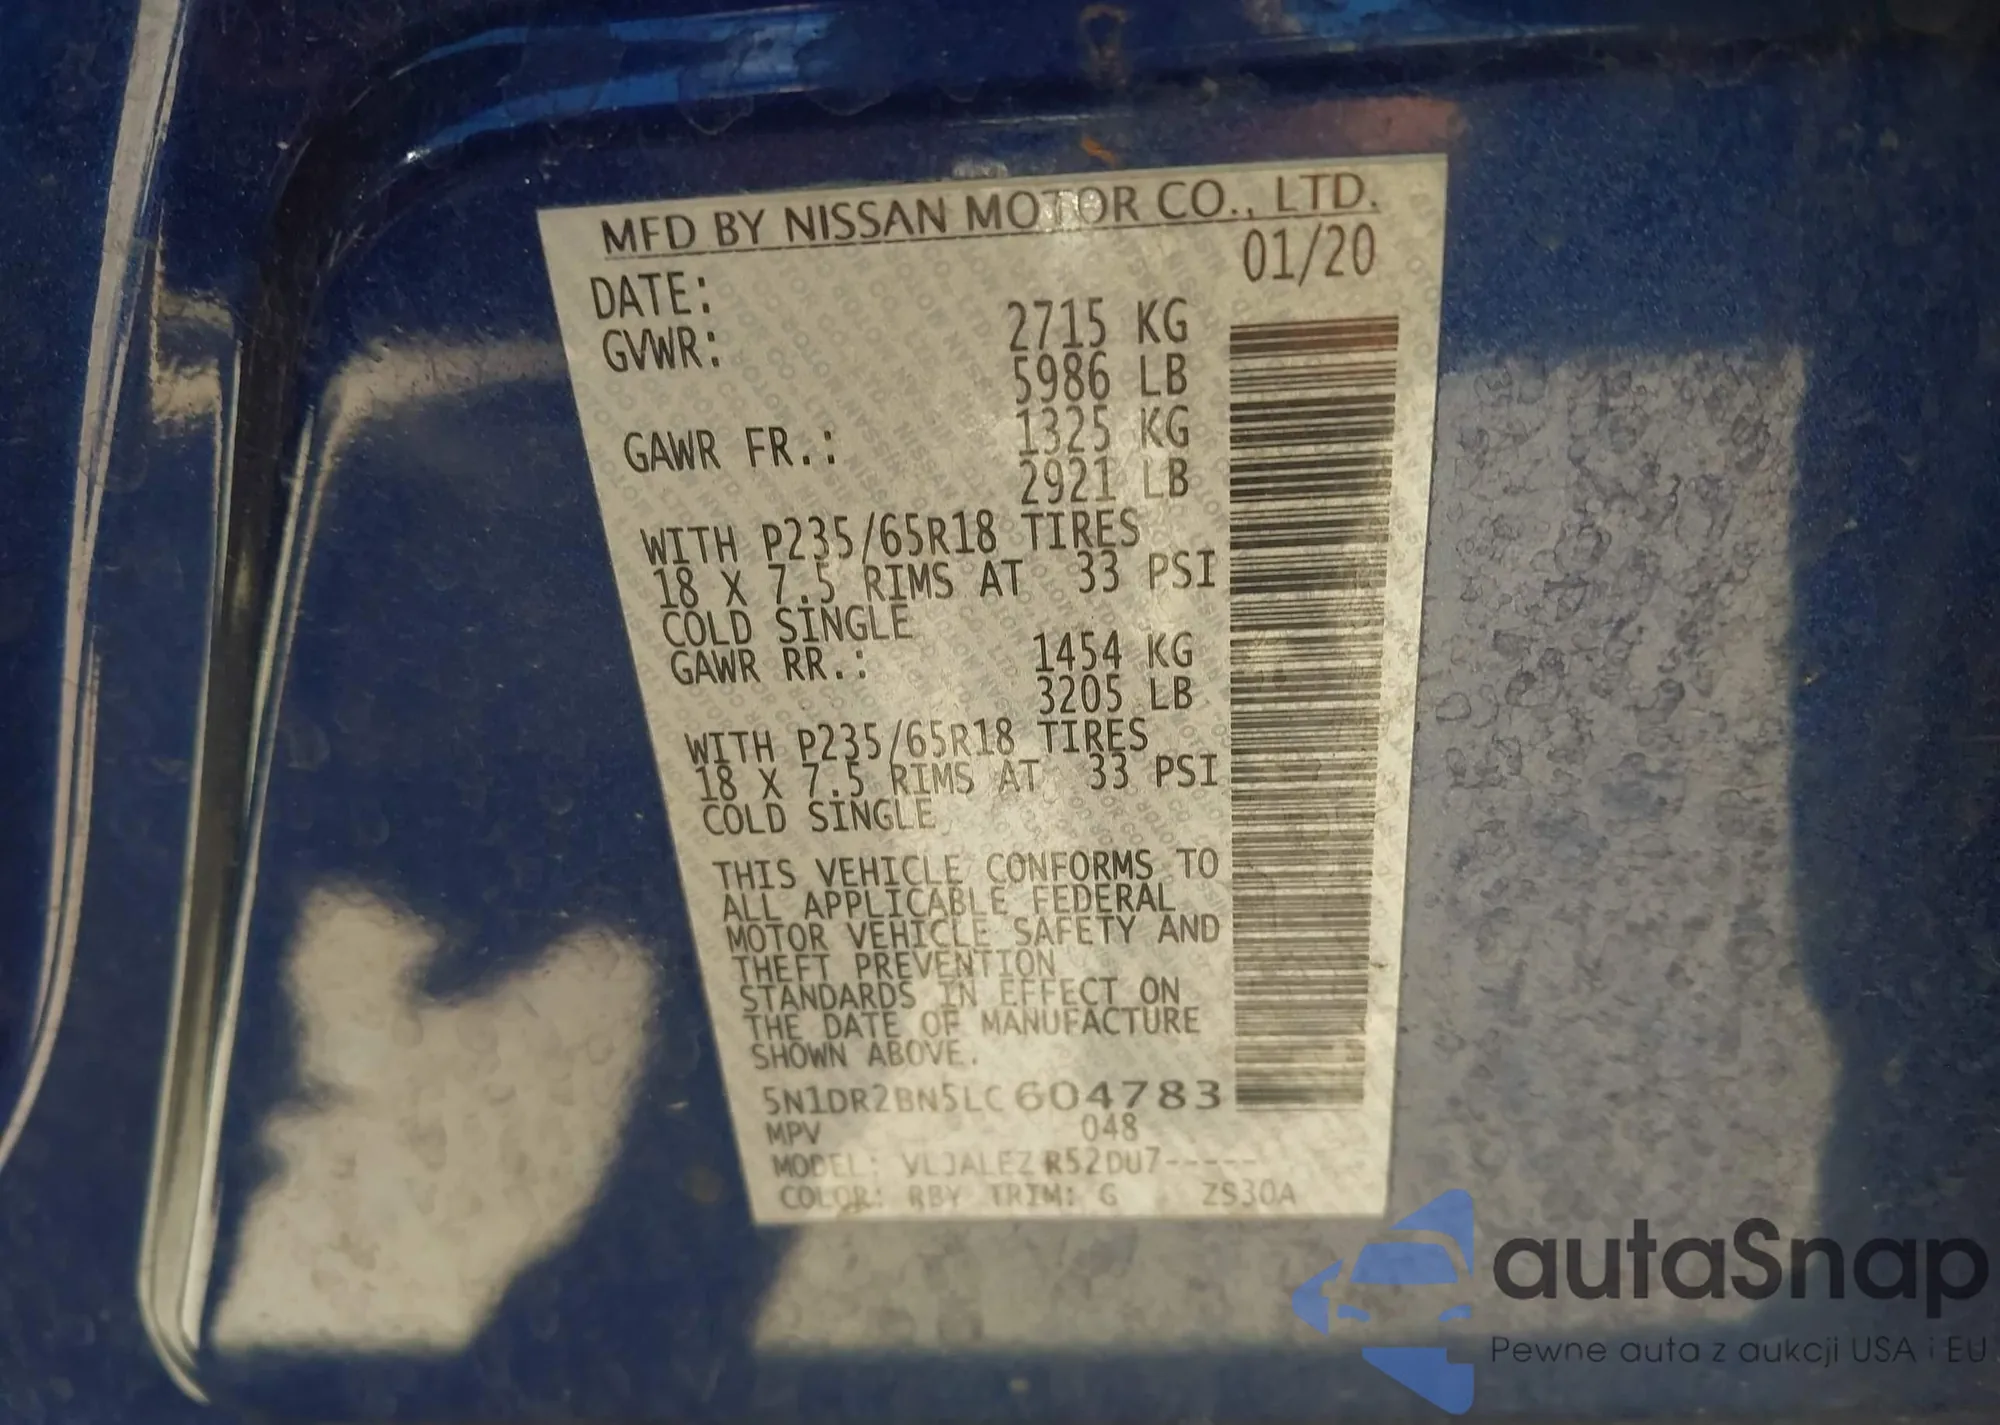 MFD BY NISSAN MOTOR CO., LTD.
DATE: 01/20
GVWR: 2715 KG
5986 LB
GAWR FR.: 1325 KG
2921 LB
WITH P235/65R18 TIRES
18 X 7.5 RIMS AT 33 PSI
COLD SINGLE
GAWR RR.: 1454 KG
3205 LB
WITH P235/65R18 TIRES
18 X 7.5 RIMS AT 33 PSI
COLD SINGLE
THIS VEHICLE CONFORMS TO
ALL APPLICABLE FEDERAL
MOTOR VEHICLE SAFETY AND
THEFT PREVENTION
STANDARDS IN EFFECT ON
THE DATE OF MANUFACTURE
SHOWN ABOVE.
5N1DR2BN5LC604783
MPV 048
MODEL: VLJALEZ R52DU7-----
COLOR: RBY TRIM: G ZS30A
autaSnap
Pewne auta z aukcji USA i EU